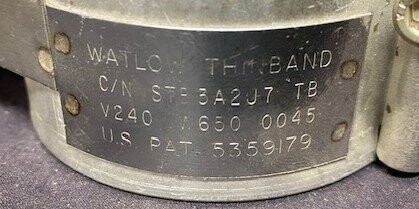 WATLOW THINBAND
C/N STB3A2J7 TB
V240 W650 0045
U.S. PAT. 5359179